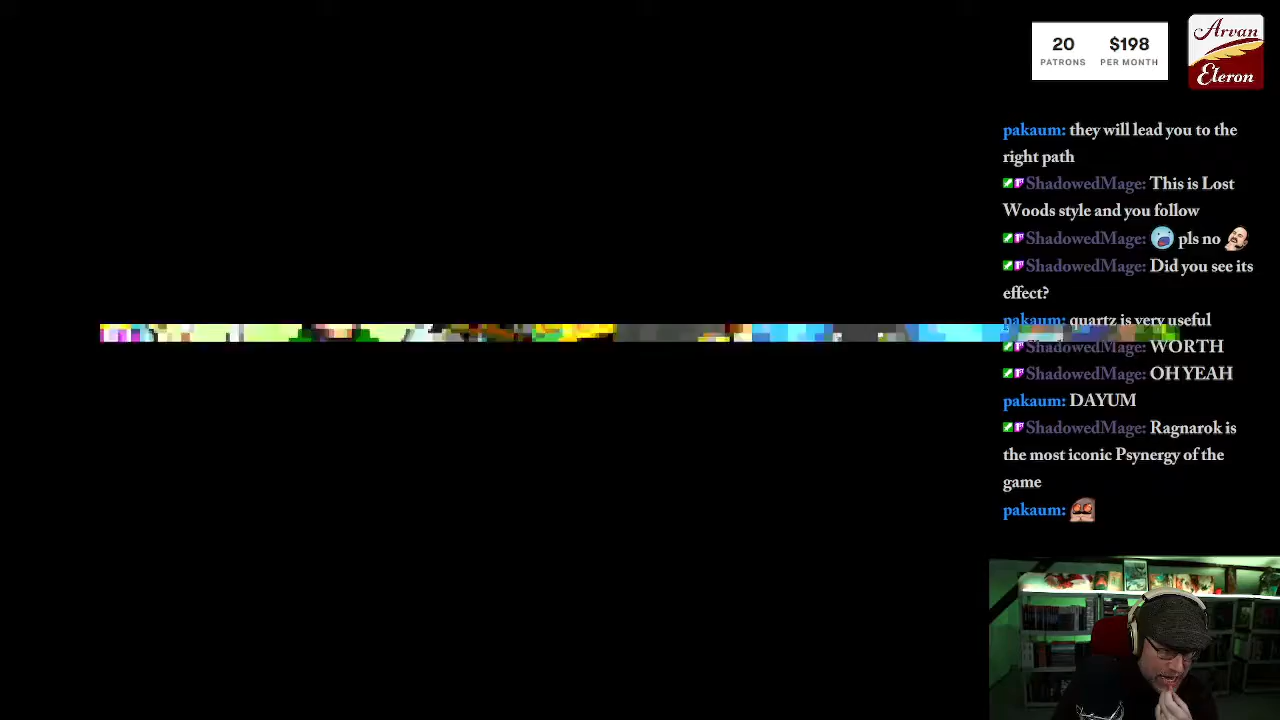 20 $198
PATRONS PER MONTH
Arvan
Eleron
pakaum: they will lead you to the
right path
ShadowedMage: This is Lost
Woods style and you follow
ShadowedMage: pls no
ShadowedMage: Did you see its
effect?
pakaum: quartz is very useful
ShadowedMage: WORTH
ShadowedMage: OH YEAH
pakaum: DAYUM
ShadowedMage: Ragnarok is
the most iconic Psynergy of the
game
pakaum: